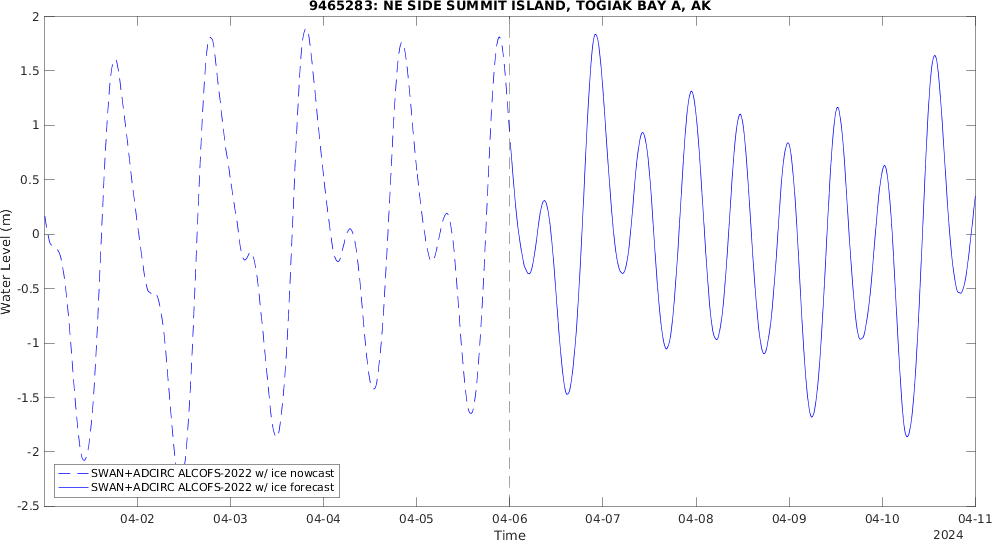 9465283: NE SIDE SUMMIT ISLAND, TOGIAK BAY A, AK
2
1.5
1
0.5
0
-0.5
-1
-1.5
-2
-2.5
Water Level (m)
SWAN+ADCIRC ALCOFS-2022 w/ ice nowcast
SWAN+ADCIRC ALCOFS-2022 w/ ice forecast
04-02 04-03 04-04 04-05 04-06 04-07 04-08 04-09 04-10 04-11
Time
2024